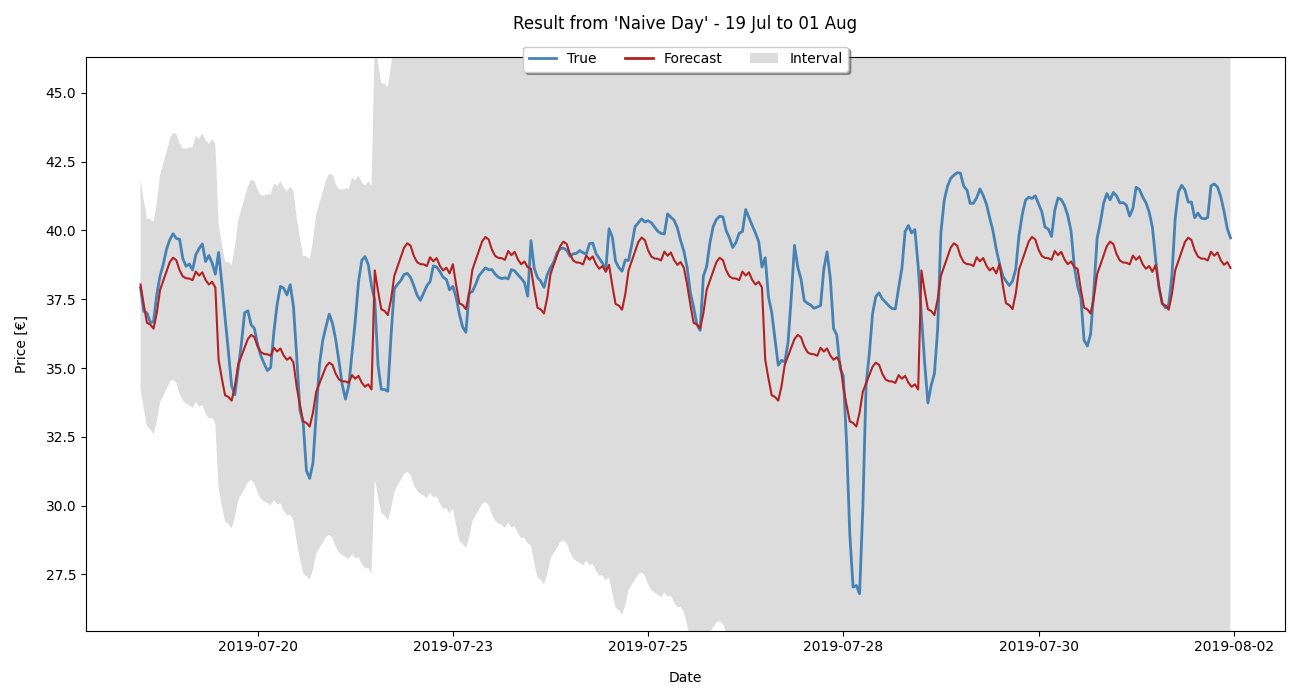 Result from 'Naive Day' - 19 Jul to 01 Aug
True Forecast Interval
45.0
42.5
40.0
37.5
35.0
32.5
30.0
27.5
Price [€]
2019-07-20 2019-07-23 2019-07-25 2019-07-28 2019-07-30 2019-08-02
Date